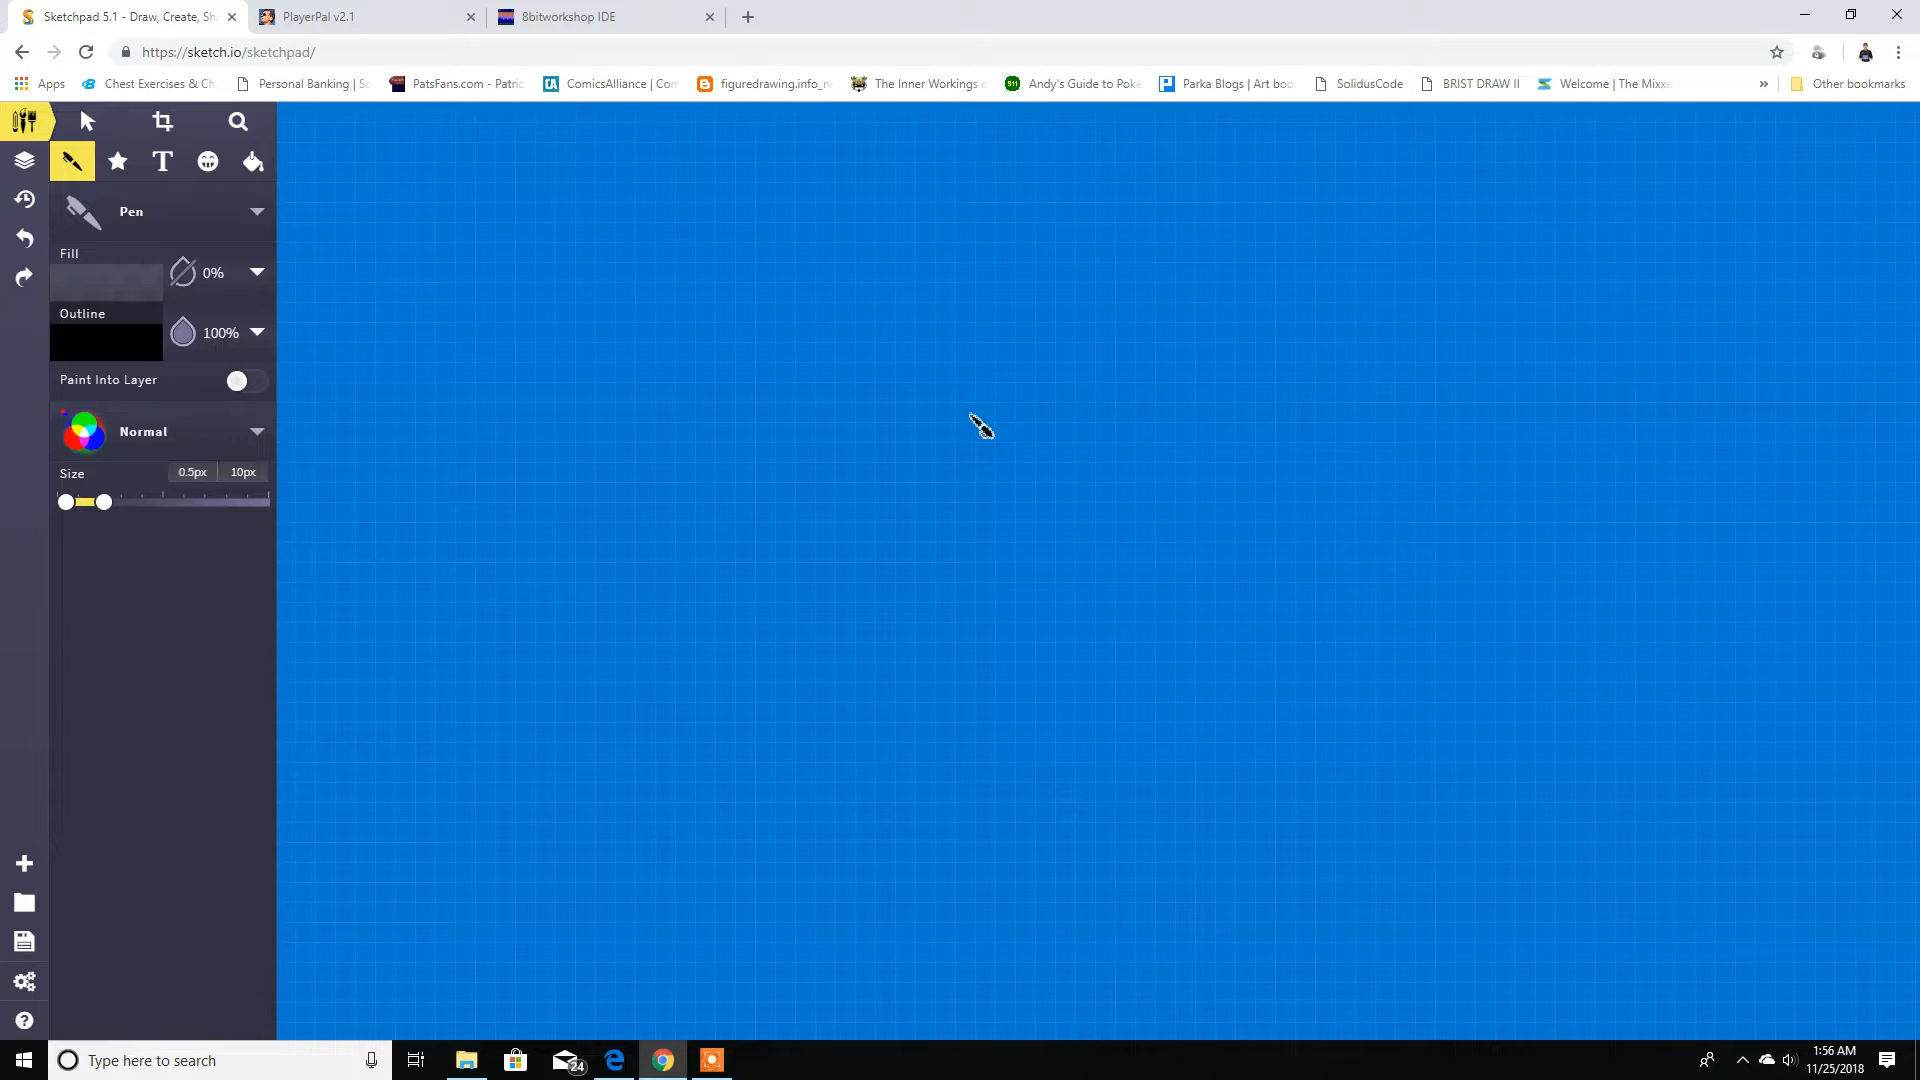 Sketchpad 5.1 - Draw, Create, Sh
PlayerPal v2.1
8bitworkshop IDE
https://sketch.io/sketchpad/
Apps
Chest Exercises & Ch
Personal Banking | Sc
PatsFans.com - Patric
ComicsAlliance | Com
figuredrawing.info_n
The Inner Workings o
Andy's Guide to Poke
Parka Blogs | Art boo
SolidusCode
BRIST DRAW II
Welcome | The Mixxe
»
Other bookmarks
T
Pen
Fill
0%
Outline
100%
Paint Into Layer
Normal
Size
0.5px
10px
Type here to search
24
1:56 AM
11/25/2018